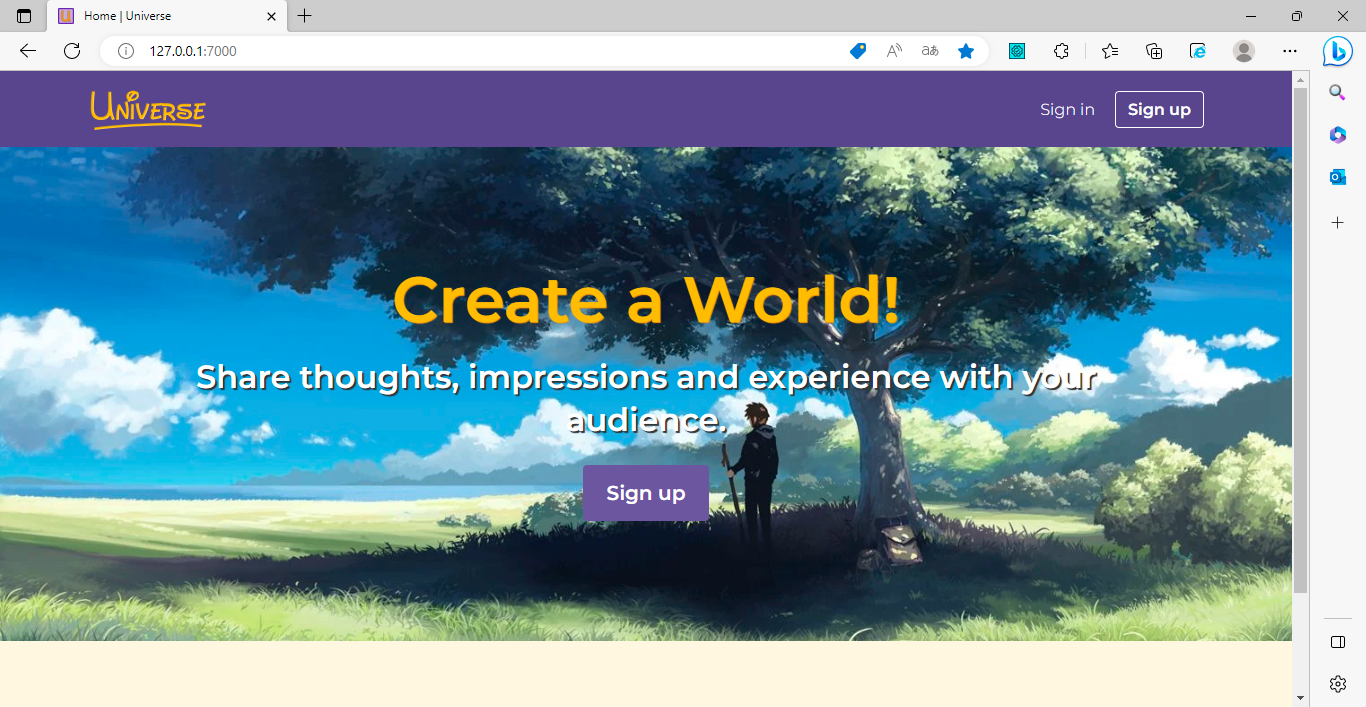 Home | Universe
127.0.0.1:7000
UNIVERSE
Sign in
Sign up
Create a World!
Share thoughts, impressions and experience with your
audience.
Sign up